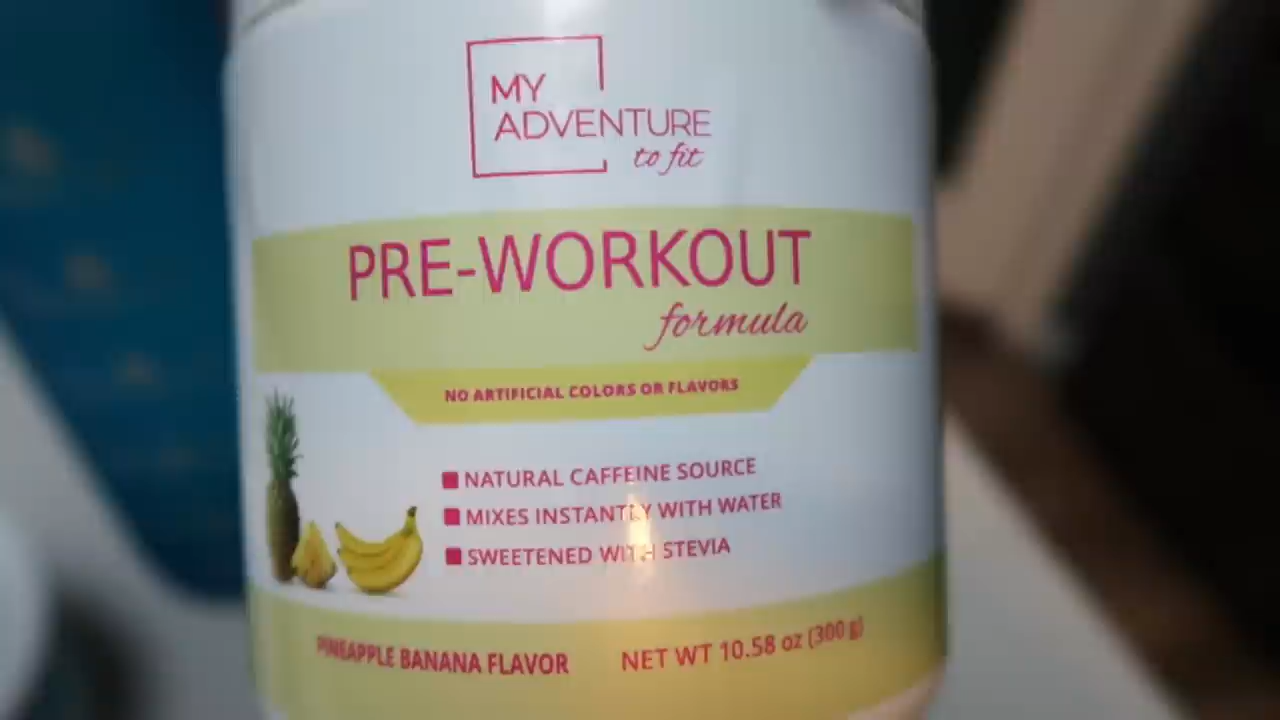 MY
ADVENTURE
to fit
PRE-WORKOUT
formula
NO ARTIFICIAL COLORS OR FLAVORS
NATURAL CAFFEINE SOURCE
MIXES INSTANTLY WITH WATER
SWEETENED WITH STEVIA
PINEAPPLE BANANA FLAVOR NET WT 10.58 oz (300 g)